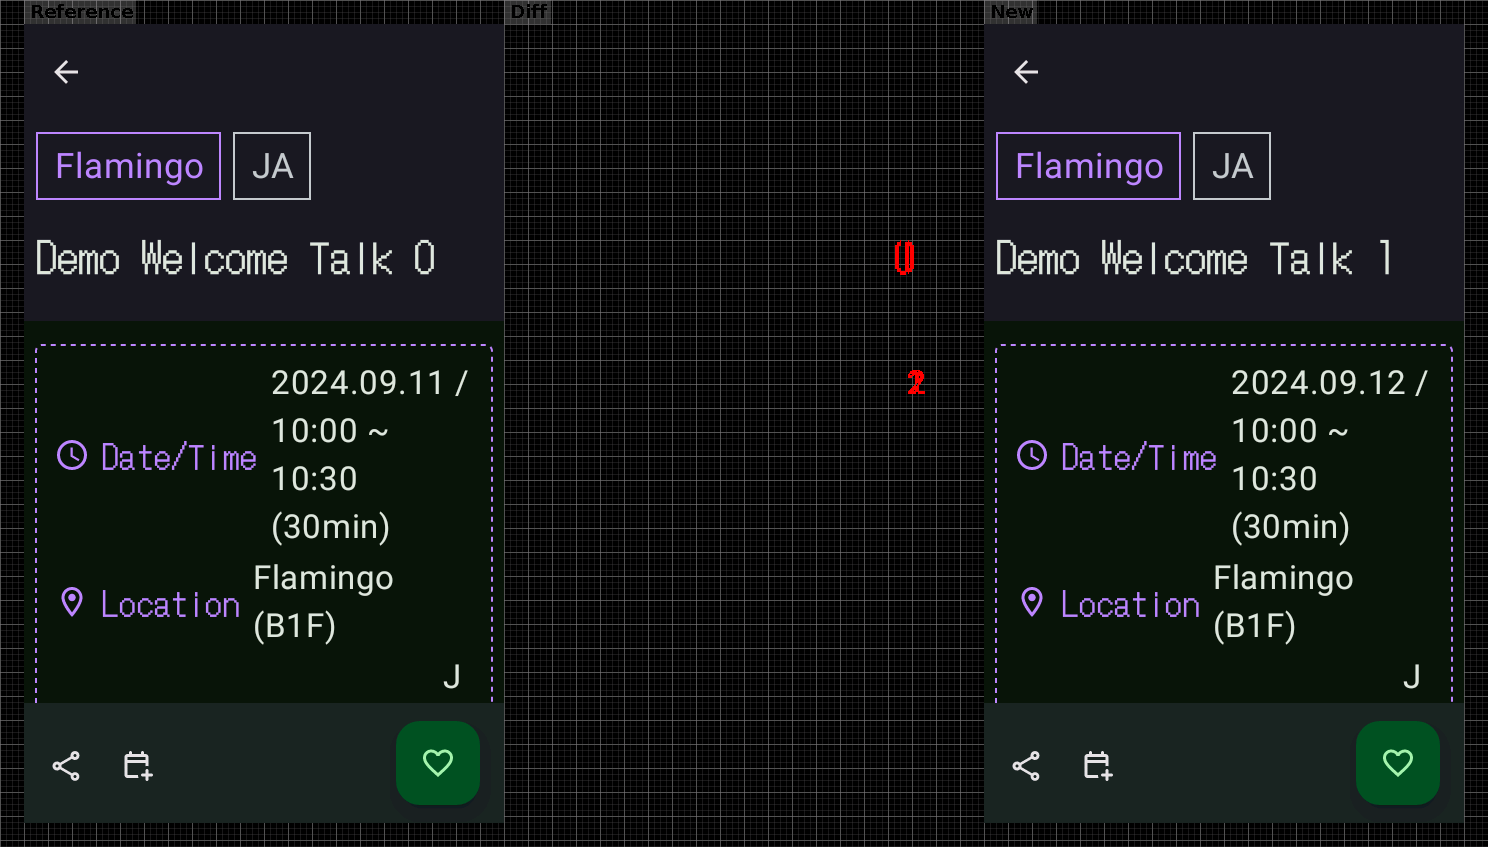 Reference
Diff
New
Flamingo
JA
Demo Welcome Talk 0
Date/Time
2024.09.11 /
10:00 ~
10:30
(30min)
Location
Flamingo
(B1F)
J
0
1
2
Flamingo
JA
Demo Welcome Talk 1
Date/Time
2024.09.12 /
10:00 ~
10:30
(30min)
Location
Flamingo
(B1F)
J